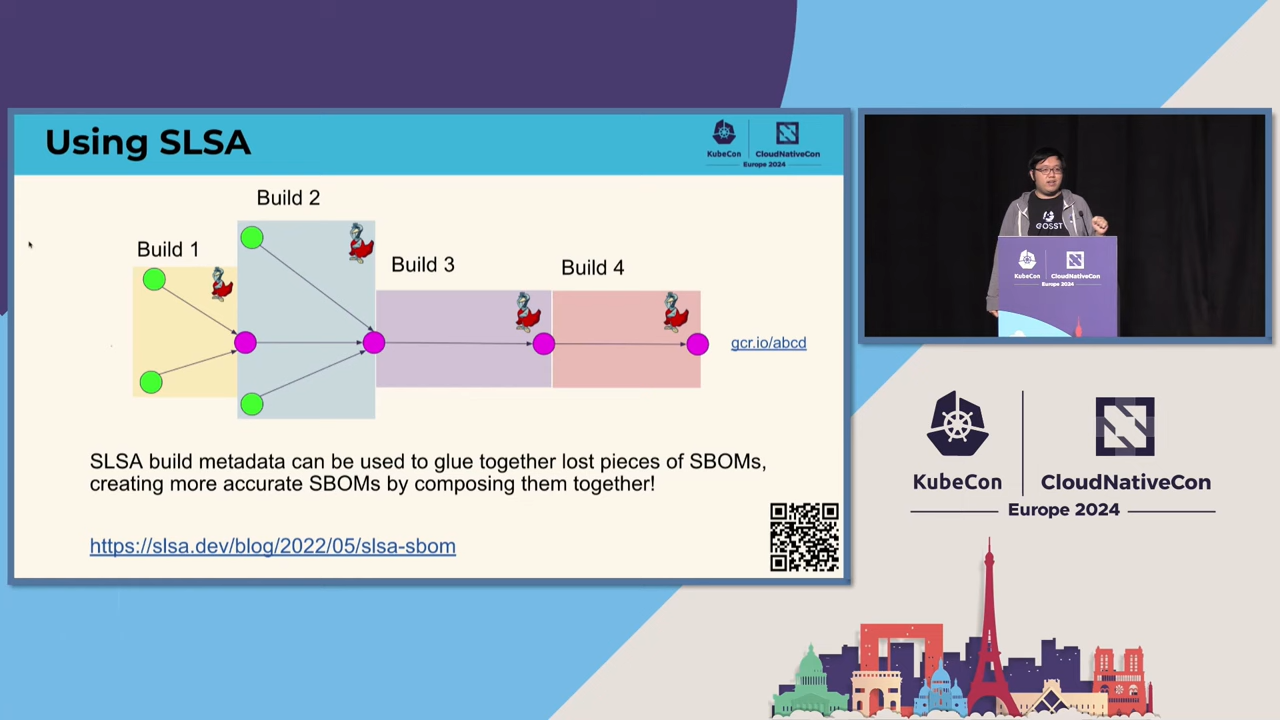 Using SLSA
KubeCon
CloudNativeCon
Europe 2024
Build 2
Build 1
Build 3
Build 4
gcr.io/abcd
SLSA build metadata can be used to glue together lost pieces of SBOMs,
creating more accurate SBOMs by composing them together!
https://slsa.dev/blog/2022/05/slsa-sbom
GOSST
KubeCon
CloudNativeCon
Europe 2024
KubeCon
CloudNativeCon
Europe 2024